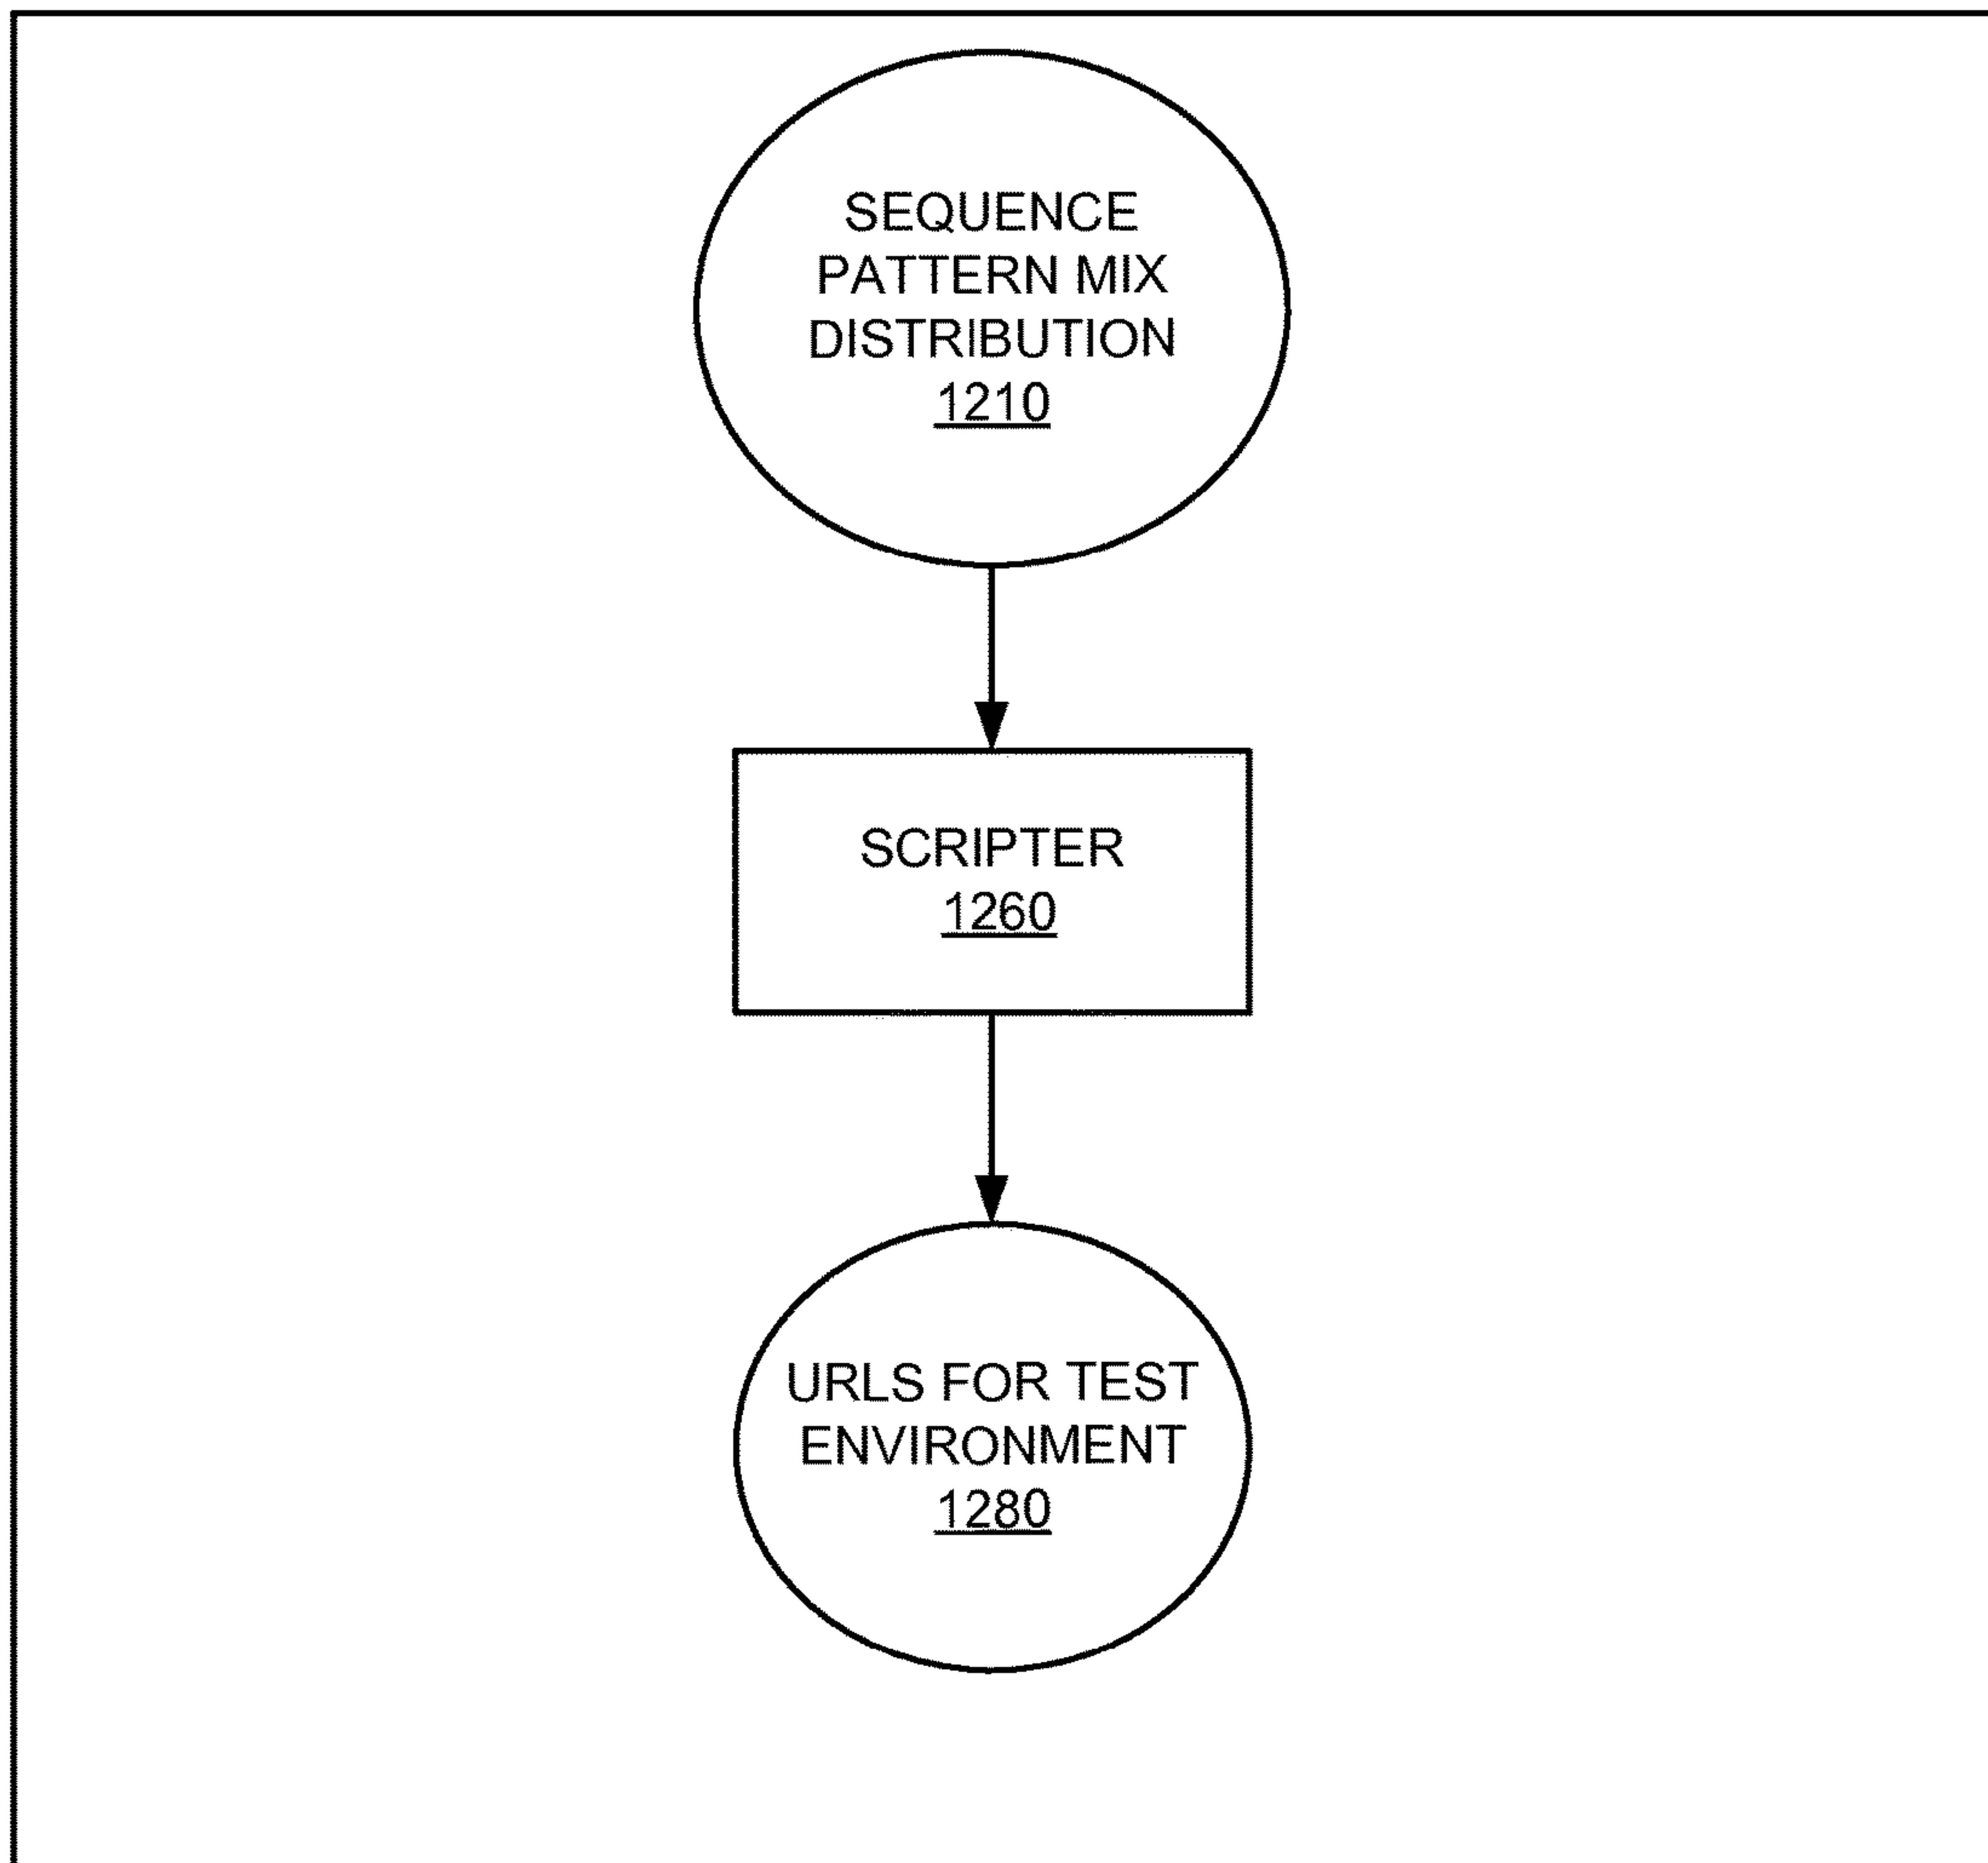 SEQUENCE
PATTERN MIX
DISTRIBUTION
1210
SCRIPTER
1260
URLS FOR TEST
ENVIRONMENT
1280